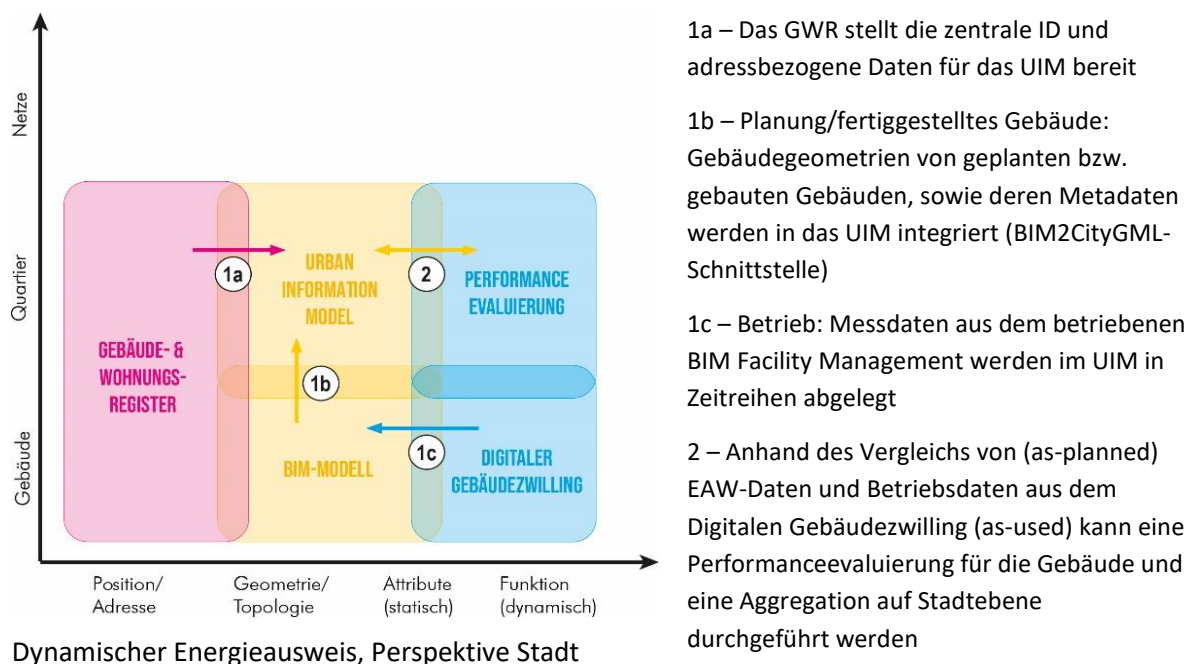 Netze
Quartier
Gebäude
GEBÄUDE- &
WOHNUNGS-
REGISTER
1a
URBAN
INFORMATION
MODEL
2
PERFORMANCE
EVALUIERUNG
1b
BIM-MODELL
1c
DIGITALER
GEBÄUDEZWILLING
Position/
Adresse
Geometrie/
Topologie
Attribute
(statisch)
Funktion
(dynamisch)
Dynamischer Energieausweis, Perspektive Stadt
1a – Das GWR stellt die zentrale ID und
adressbezogene Daten für das UIM bereit
1b – Planung/fertiggestelltes Gebäude:
Gebäudegeometrien von geplanten bzw.
gebauten Gebäuden, sowie deren Metadaten
werden in das UIM integriert (BIM2CityGML-
Schnittstelle)
1c – Betrieb: Messdaten aus dem betriebenen
BIM Facility Management werden im UIM in
Zeitreihen abgelegt
2 – Anhand des Vergleichs von (as-planned)
EAW-Daten und Betriebsdaten aus dem
Digitalen Gebäudezwilling (as-used) kann eine
Performanceevaluierung für die Gebäude und
eine Aggregation auf Stadtebene
durchgeführt werden